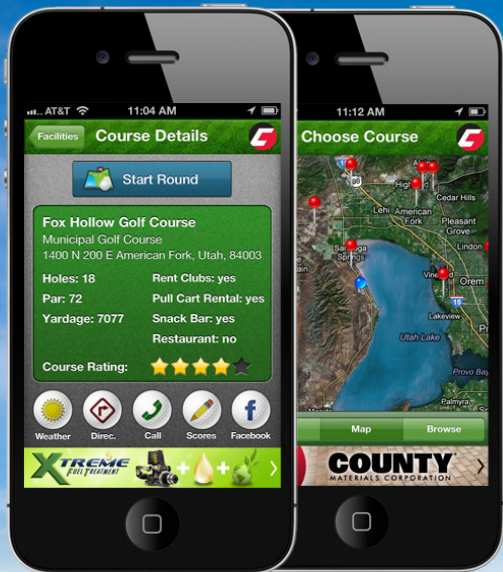 AT&T 11:04 AM
Facilities Course Details
Start Round
Fox Hollow Golf Course
Municipal Golf Course
1400 N 200 E American Fork, Utah, 84003
Holes: 18 Rent Clubs: yes
Par: 72 Pull Cart Rental: yes
Yardage: 7077 Snack Bar: yes
Restaurant: no
Course Rating:
Weather Direc. Call Scores Facebook
XTREME
FUEL TREATMENT
11:12 AM
Choose Course
Cedar Hills
Lehi American
Fork
Pleasant
Grove
Springs
Lindon
Orem
15
Lakeview
Utah Lake
Provo Bay
Palmyra
Map Browse
COUNTY
MATERIALS CORPORATION